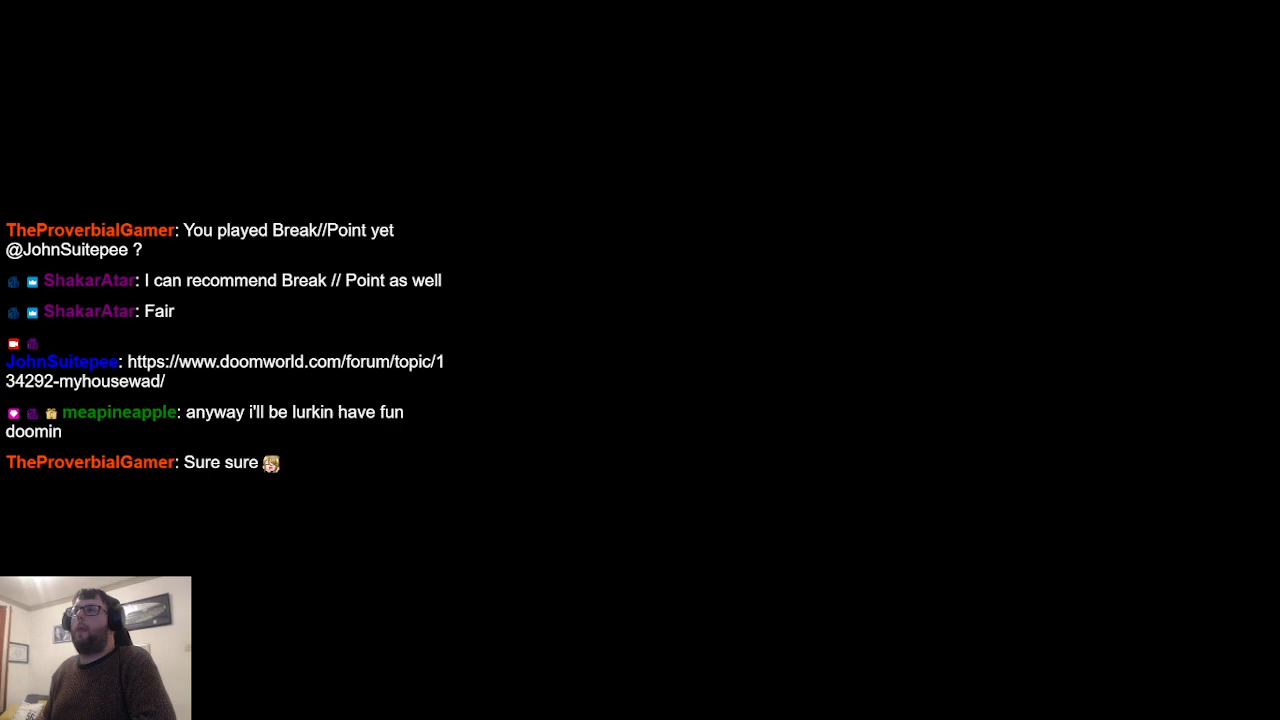 TheProverbialGamer: You played Break//Point yet
@JohnSuitepee ?
ShakarAtar: I can recommend Break // Point as well
ShakarAtar: Fair
JohnSuitepee: https://www.doomworld.com/forum/topic/1
34292-myhousewad/
meapineapple: anyway i'll be lurkin have fun
doomin
TheProverbialGamer: Sure sure